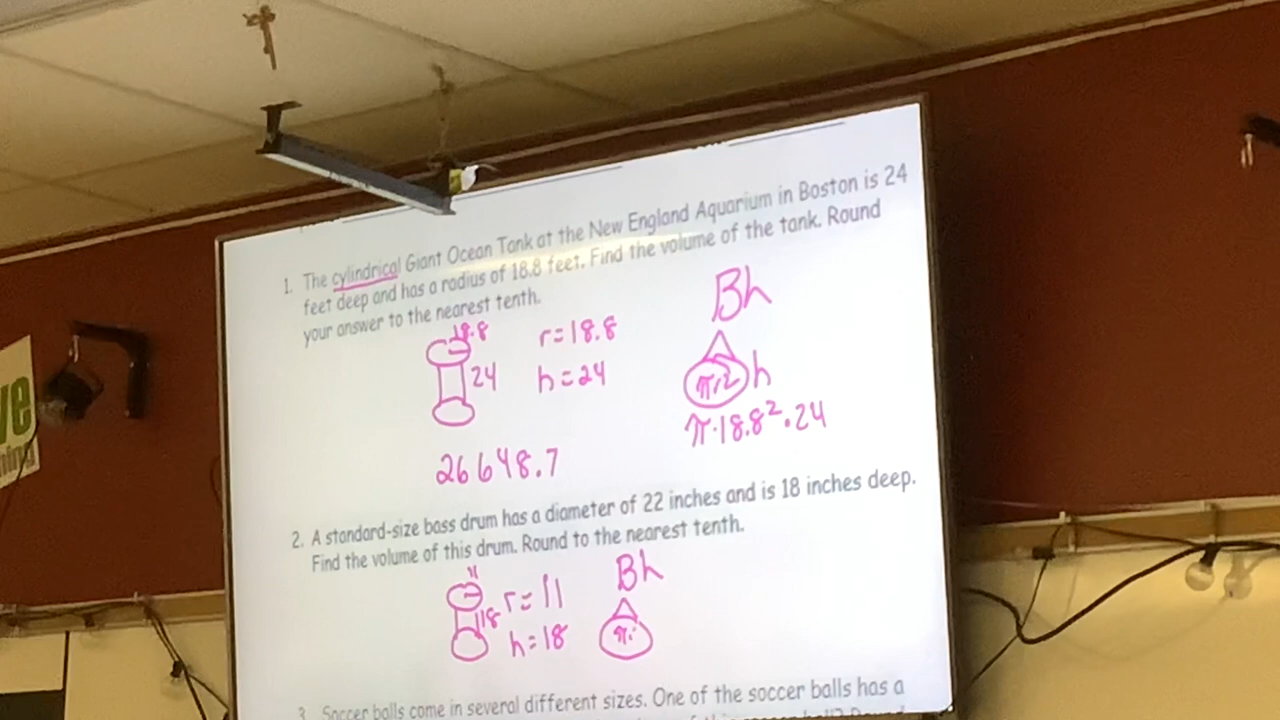 1. The cylindrical Giant Ocean Tank at the New England Aquarium in Boston is 24
feet deep and has a radius of 18.8 feet. Find the volume of the tank. Round
your answer to the nearest tenth.
Bh
18.8
r=18.8
24
h=24
πr2 h
π·18.8²·24
26648.7
2. A standard-size bass drum has a diameter of 22 inches and is 18 inches deep.
Find the volume of this drum. Round to the nearest tenth.
Bh
11
r=11
18
h=18
π·
3. Soccer balls come in several different sizes. One of the soccer balls has a
ve